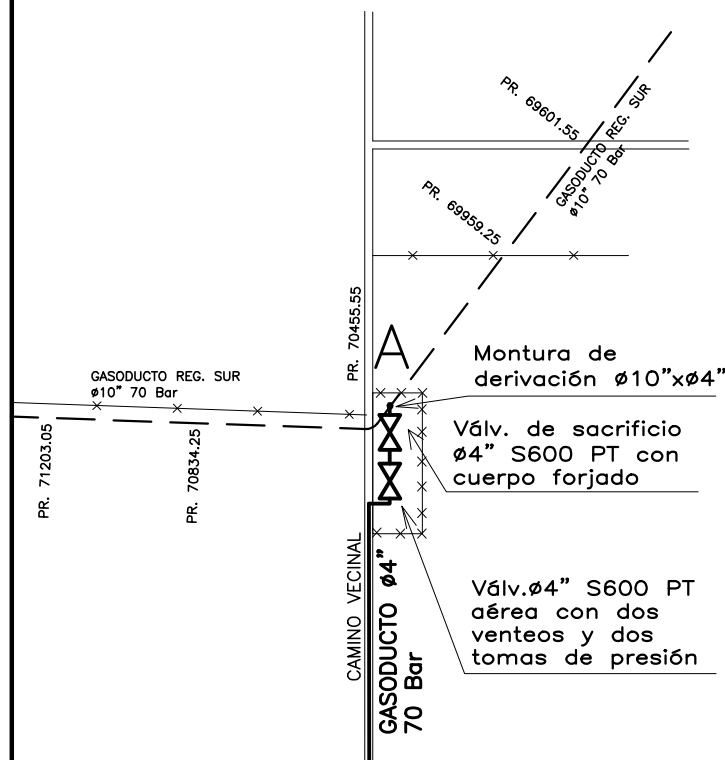 PR. 69601.55
GASODUCTO REG. SUR
ø10" 70 Bar
PR. 69959.25
PR. 70455.55
A
GASODUCTO REG. SUR
ø10" 70 Bar
PR. 71203.05
PR. 70834.25
Montura de
derivación ø10"xø4"
Válv. de sacrificio
ø4" S600 PT con
cuerpo forjado
Válv.ø4" S600 PT
aérea con dos
venteos y dos
tomas de presión
CAMINO VECINAL
GASODUCTO ø4"
70 Bar